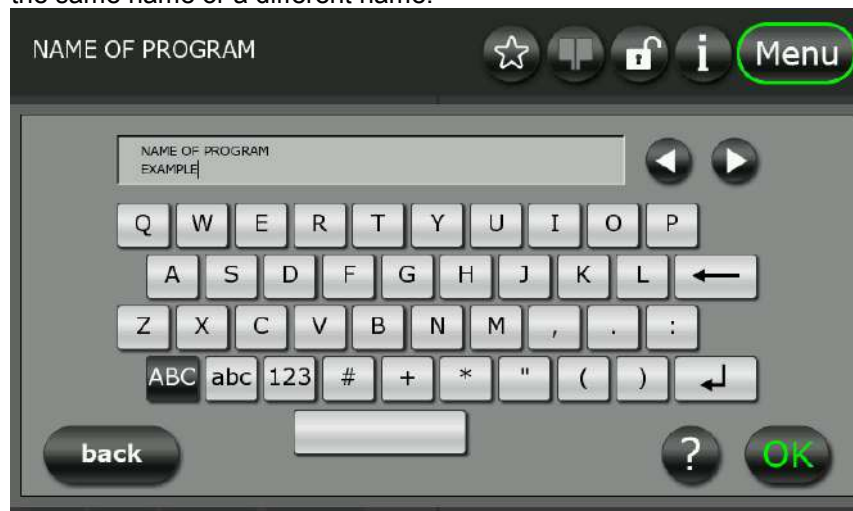 the same name or a different name.
NAME OF PROGRAM
i Menu
NAME OF PROGRAM
EXAMPLE
Q W E R T Y U I O P
A S D F G H J K L ←
Z X C V B N M , . :
ABC abc 123 # + * " ( ) ↵
back ? OK